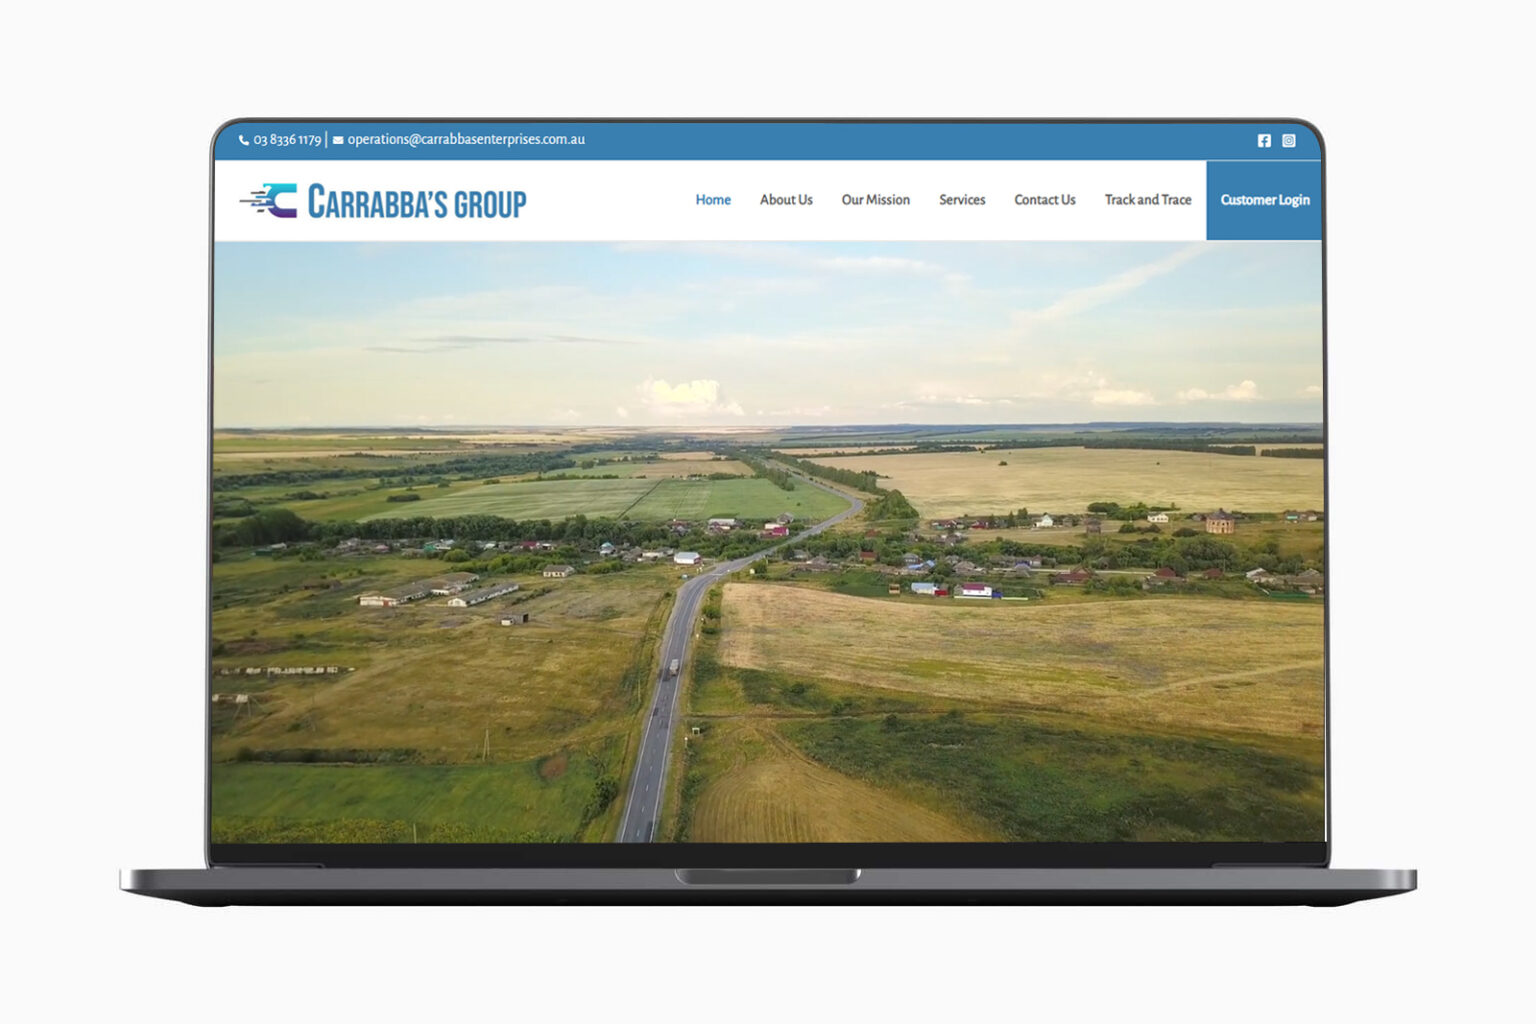 03 8336 1179 | operations@carrabbasenterprises.com.au
CARRABBA'S GROUP
Home About Us Our Mission Services Contact Us Track and Trace Customer Login